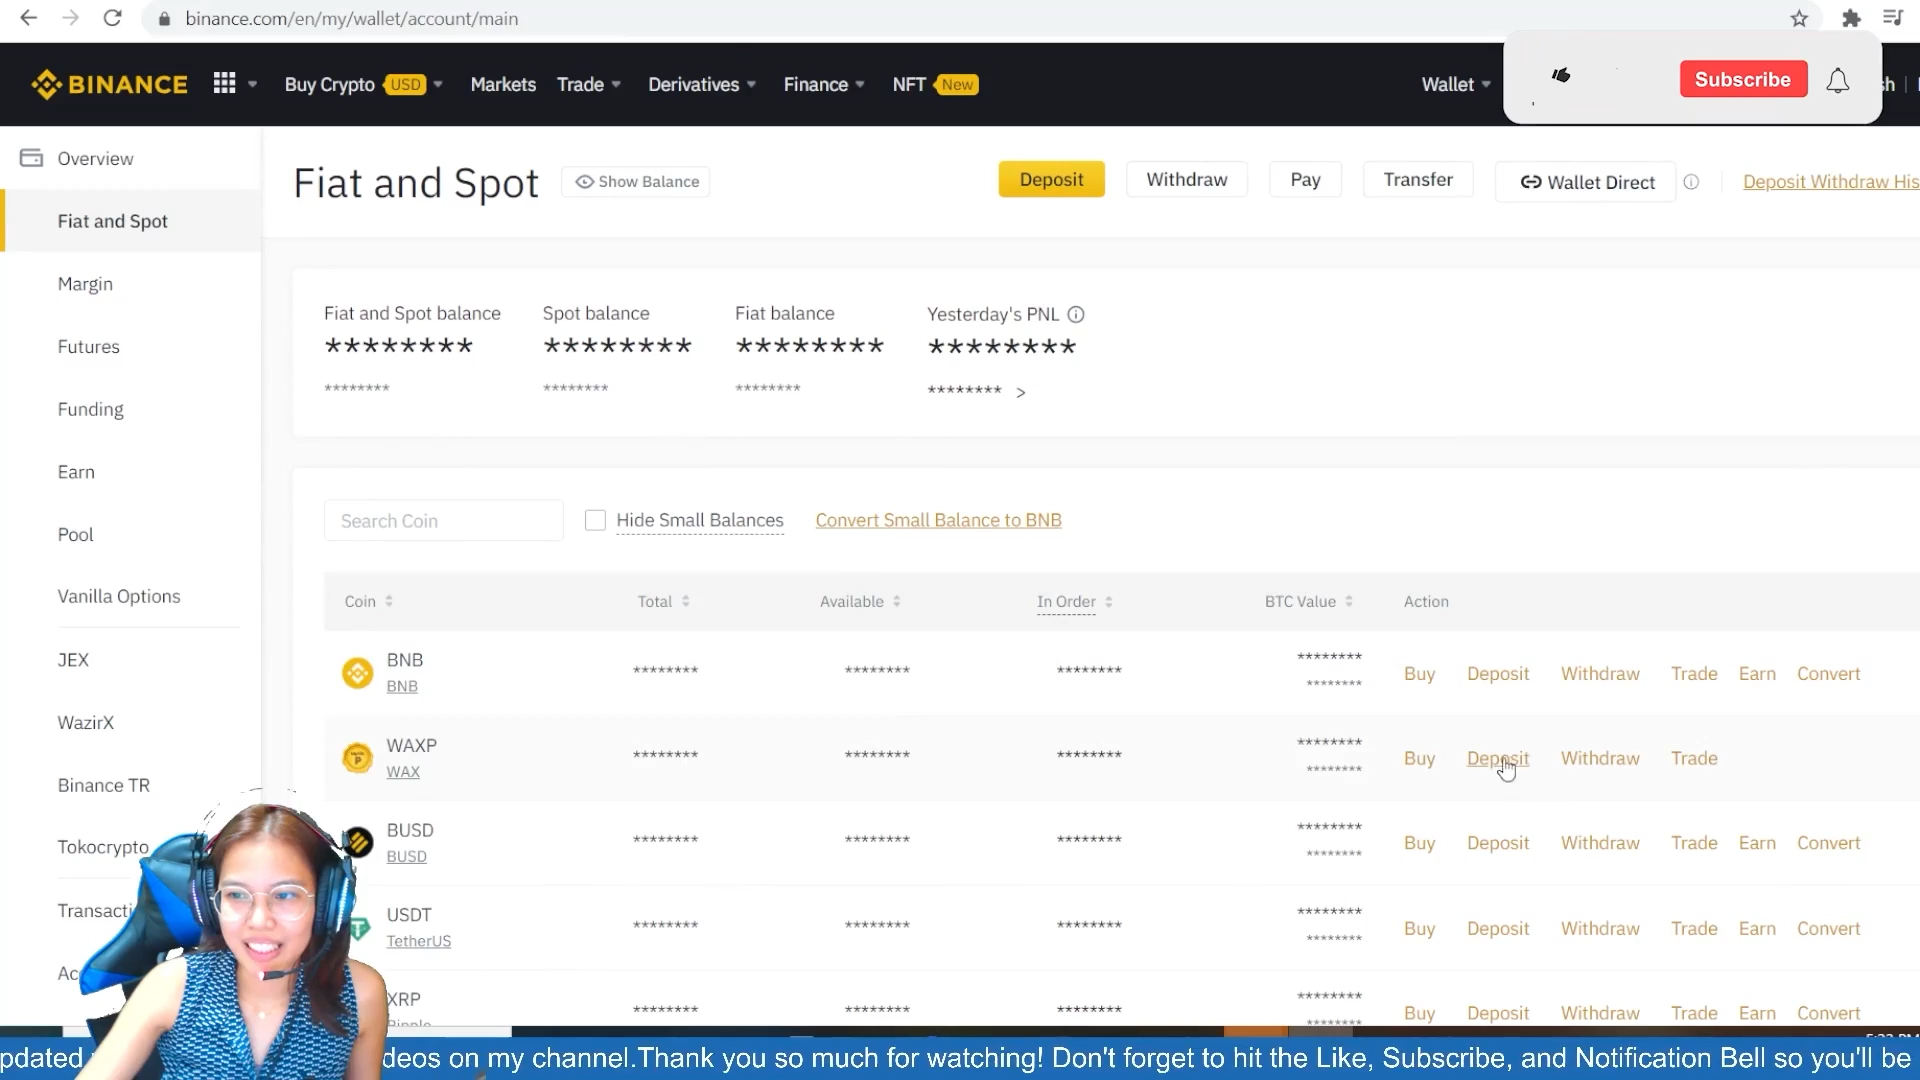 binance.com/en/my/wallet/account/main
BINANCE
Buy Crypto USD
Markets
Trade
Derivatives
Finance
NFT New
Wallet
Subscribe
Overview
Fiat and Spot
Margin
Futures
Funding
Earn
Pool
Vanilla Options
JEX
WazirX
Binance TR
Tokocrypto
Fiat and Spot
Show Balance
Deposit
Withdraw
Pay
Transfer
Wallet Direct
Deposit Withdraw His
Fiat and Spot balance
********
********
Spot balance
********
********
Fiat balance
********
********
Yesterday's PNL
********
******** >
Search Coin
Hide Small Balances
Convert Small Balance to BNB
Coin Total Available In Order BTC Value Action
BNB
BNB
******** ******** ******** ********
********
Buy Deposit Withdraw Trade Earn Convert
WAXP
WAX
******** ******** ******** ********
********
Buy Deposit Withdraw Trade
BUSD
BUSD
******** ******** ******** ********
********
Buy Deposit Withdraw Trade Earn Convert
USDT
TetherUS
******** ******** ******** ********
********
Buy Deposit Withdraw Trade Earn Convert
XRP
******** ******** ******** ********
********
Buy Deposit Withdraw Trade Earn Convert
pdated deos on my channel.Thank you so much for watching! Don't forget to hit the Like, Subscribe, and Notification Bell so you'll be